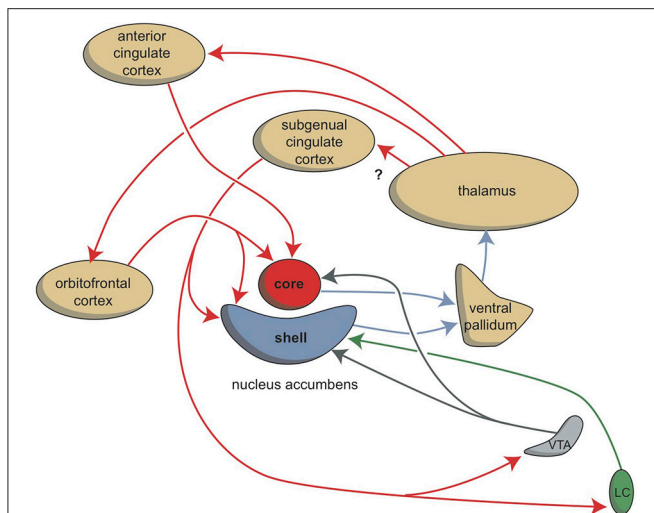 anterior
cingulate
cortex
subgenual
cingulate
cortex
?
thalamus
orbitofrontal
cortex
core
ventral
pallidum
shell
nucleus accumbens
VTA
LC